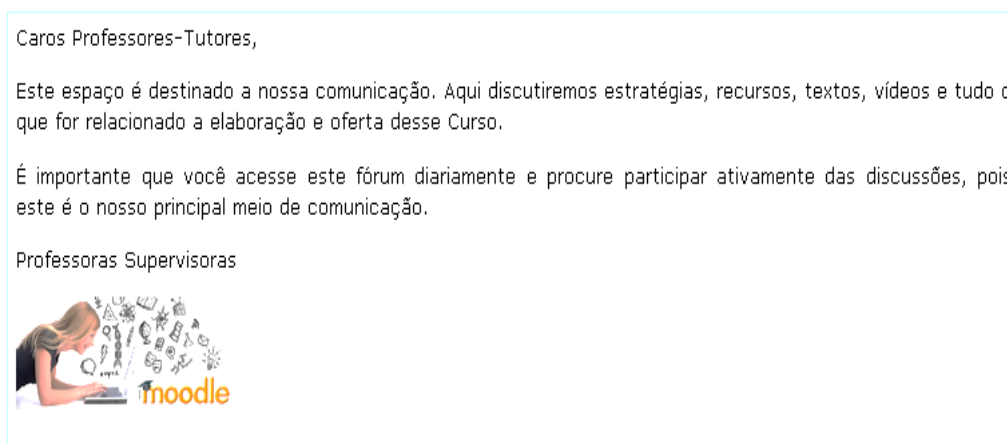 Caros Professores-Tutores,
Este espaço é destinado a nossa comunicação. Aqui discutiremos estratégias, recursos, textos, vídeos e tudo o
que for relacionado a elaboração e oferta desse Curso.
É importante que você acesse este fórum diariamente e procure participar ativamente das discussões, pois
este é o nosso principal meio de comunicação.
Professoras Supervisoras
moodle